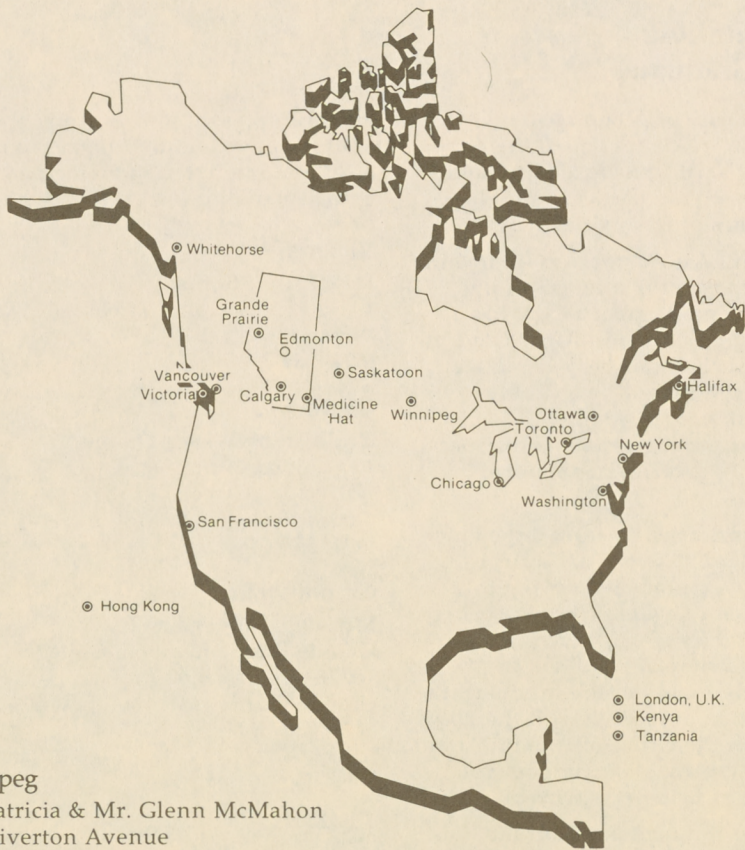 Whitehorse
Grande
Prairie
Edmonton
Saskatoon
Vancouver
Victoria
Calgary
Medicine
Hat
Winnipeg
Ottawa
Toronto
Halifax
New York
Chicago
Washington
San Francisco
Hong Kong
London, U.K.
Kenya
Tanzania
peg
atricia & Mr. Glenn McMahon
iverton Avenue